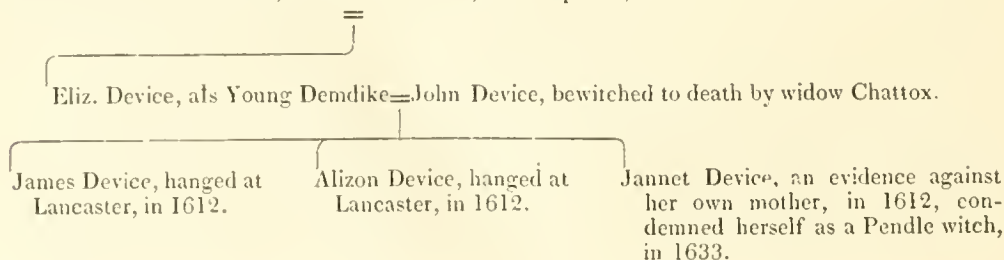 =
Eliz. Device, als Young Demdike=John Device, bewitched to death by widow Chattox.
James Device, hanged at
Lancaster, in 1612.
Alizon Device, hanged at
Lancaster, in 1612.
Jannet Device, an evidence against
her own mother, in 1612, con-
demned herself as a Pendle witch,
in 1633.